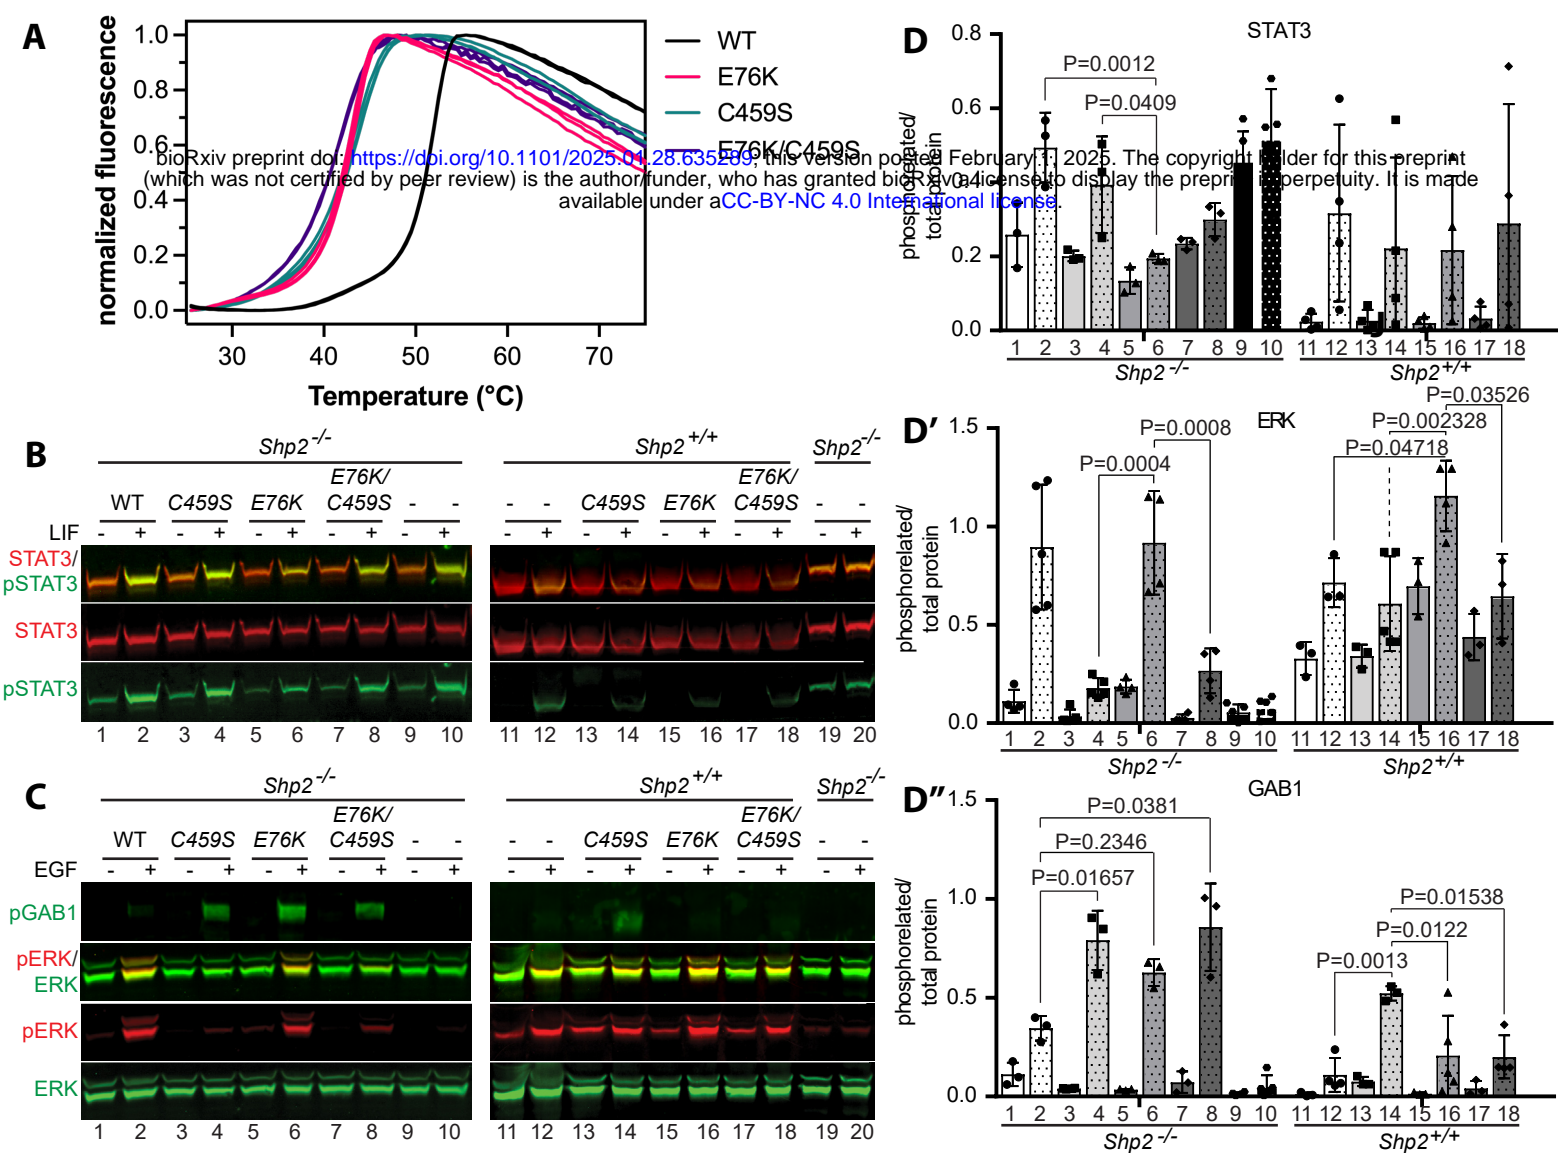 A
normalized fluorescence
1.0
0.8
0.6
0.4
0.2
0.0
30 40 50 60 70
Temperature (°C)
WT
E76K
C459S
E76K/C459S
bioRxiv preprint doi: https://doi.org/10.1101/2025.01.28.635289; this version posted February 1, 2025. The copyright holder for this preprint
(which was not certified by peer review) is the author/funder, who has granted bioRxiv a license to display the preprint in perpetuity. It is made
available under aCC-BY-NC 4.0 International license.
B
Shp2-/- Shp2+/+ Shp2-/-
WT C459S E76K E76K/C459S - - - - C459S E76K E76K/C459S - -
LIF - + - + - + - + - + - + - + - + - + - +
STAT3/
pSTAT3
STAT3
pSTAT3
1 2 3 4 5 6 7 8 9 10 11 12 13 14 15 16 17 18 19 20
C
Shp2-/- Shp2+/+ Shp2-/-
WT C459S E76K E76K/C459S - - - - C459S E76K E76K/C459S - -
EGF - + - + - + - + - + - + - + - + - + - +
pGAB1
pERK/
ERK
pERK
ERK
1 2 3 4 5 6 7 8 9 10 11 12 13 14 15 16 17 18 19 20
D
STAT3
phosphorelated/
total protein
0.8
0.6
0.4
0.2
0.0
P=0.0012
P=0.0409
1 2 3 4 5 6 7 8 9 10 11 12 13 14 15 16 17 18
Shp2-/- Shp2+/+
D′
ERK
phosphorelated/
total protein
1.5
1.0
0.5
0.0
P=0.0008
P=0.0004
P=0.03526
P=0.002328
P=0.04718
1 2 3 4 5 6 7 8 9 10 11 12 13 14 15 16 17 18
Shp2-/- Shp2+/+
D″
GAB1
phosphorelated/
total protein
1.5
1.0
0.5
0.0
P=0.0381
P=0.2346
P=0.01657
P=0.01538
P=0.0122
P=0.0013
1 2 3 4 5 6 7 8 9 10 11 12 13 14 15 16 17 18
Shp2-/- Shp2+/+